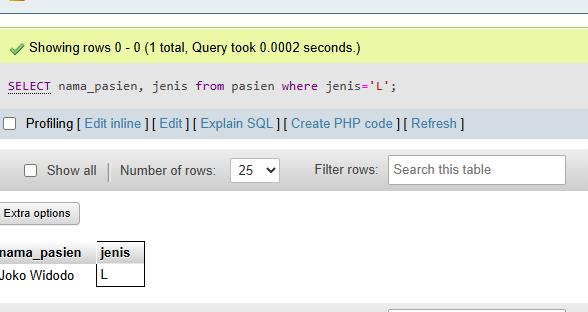 Showing rows 0 - 0 (1 total, Query took 0.0002 seconds.)
SELECT nama_pasien, jenis from pasien where jenis='L';
Profiling [ Edit inline ] [ Edit ] [ Explain SQL ] [ Create PHP code ] [ Refresh ]
Show all Number of rows: 25 Filter rows: Search this table
Extra options
nama_pasien jenis
Joko Widodo L